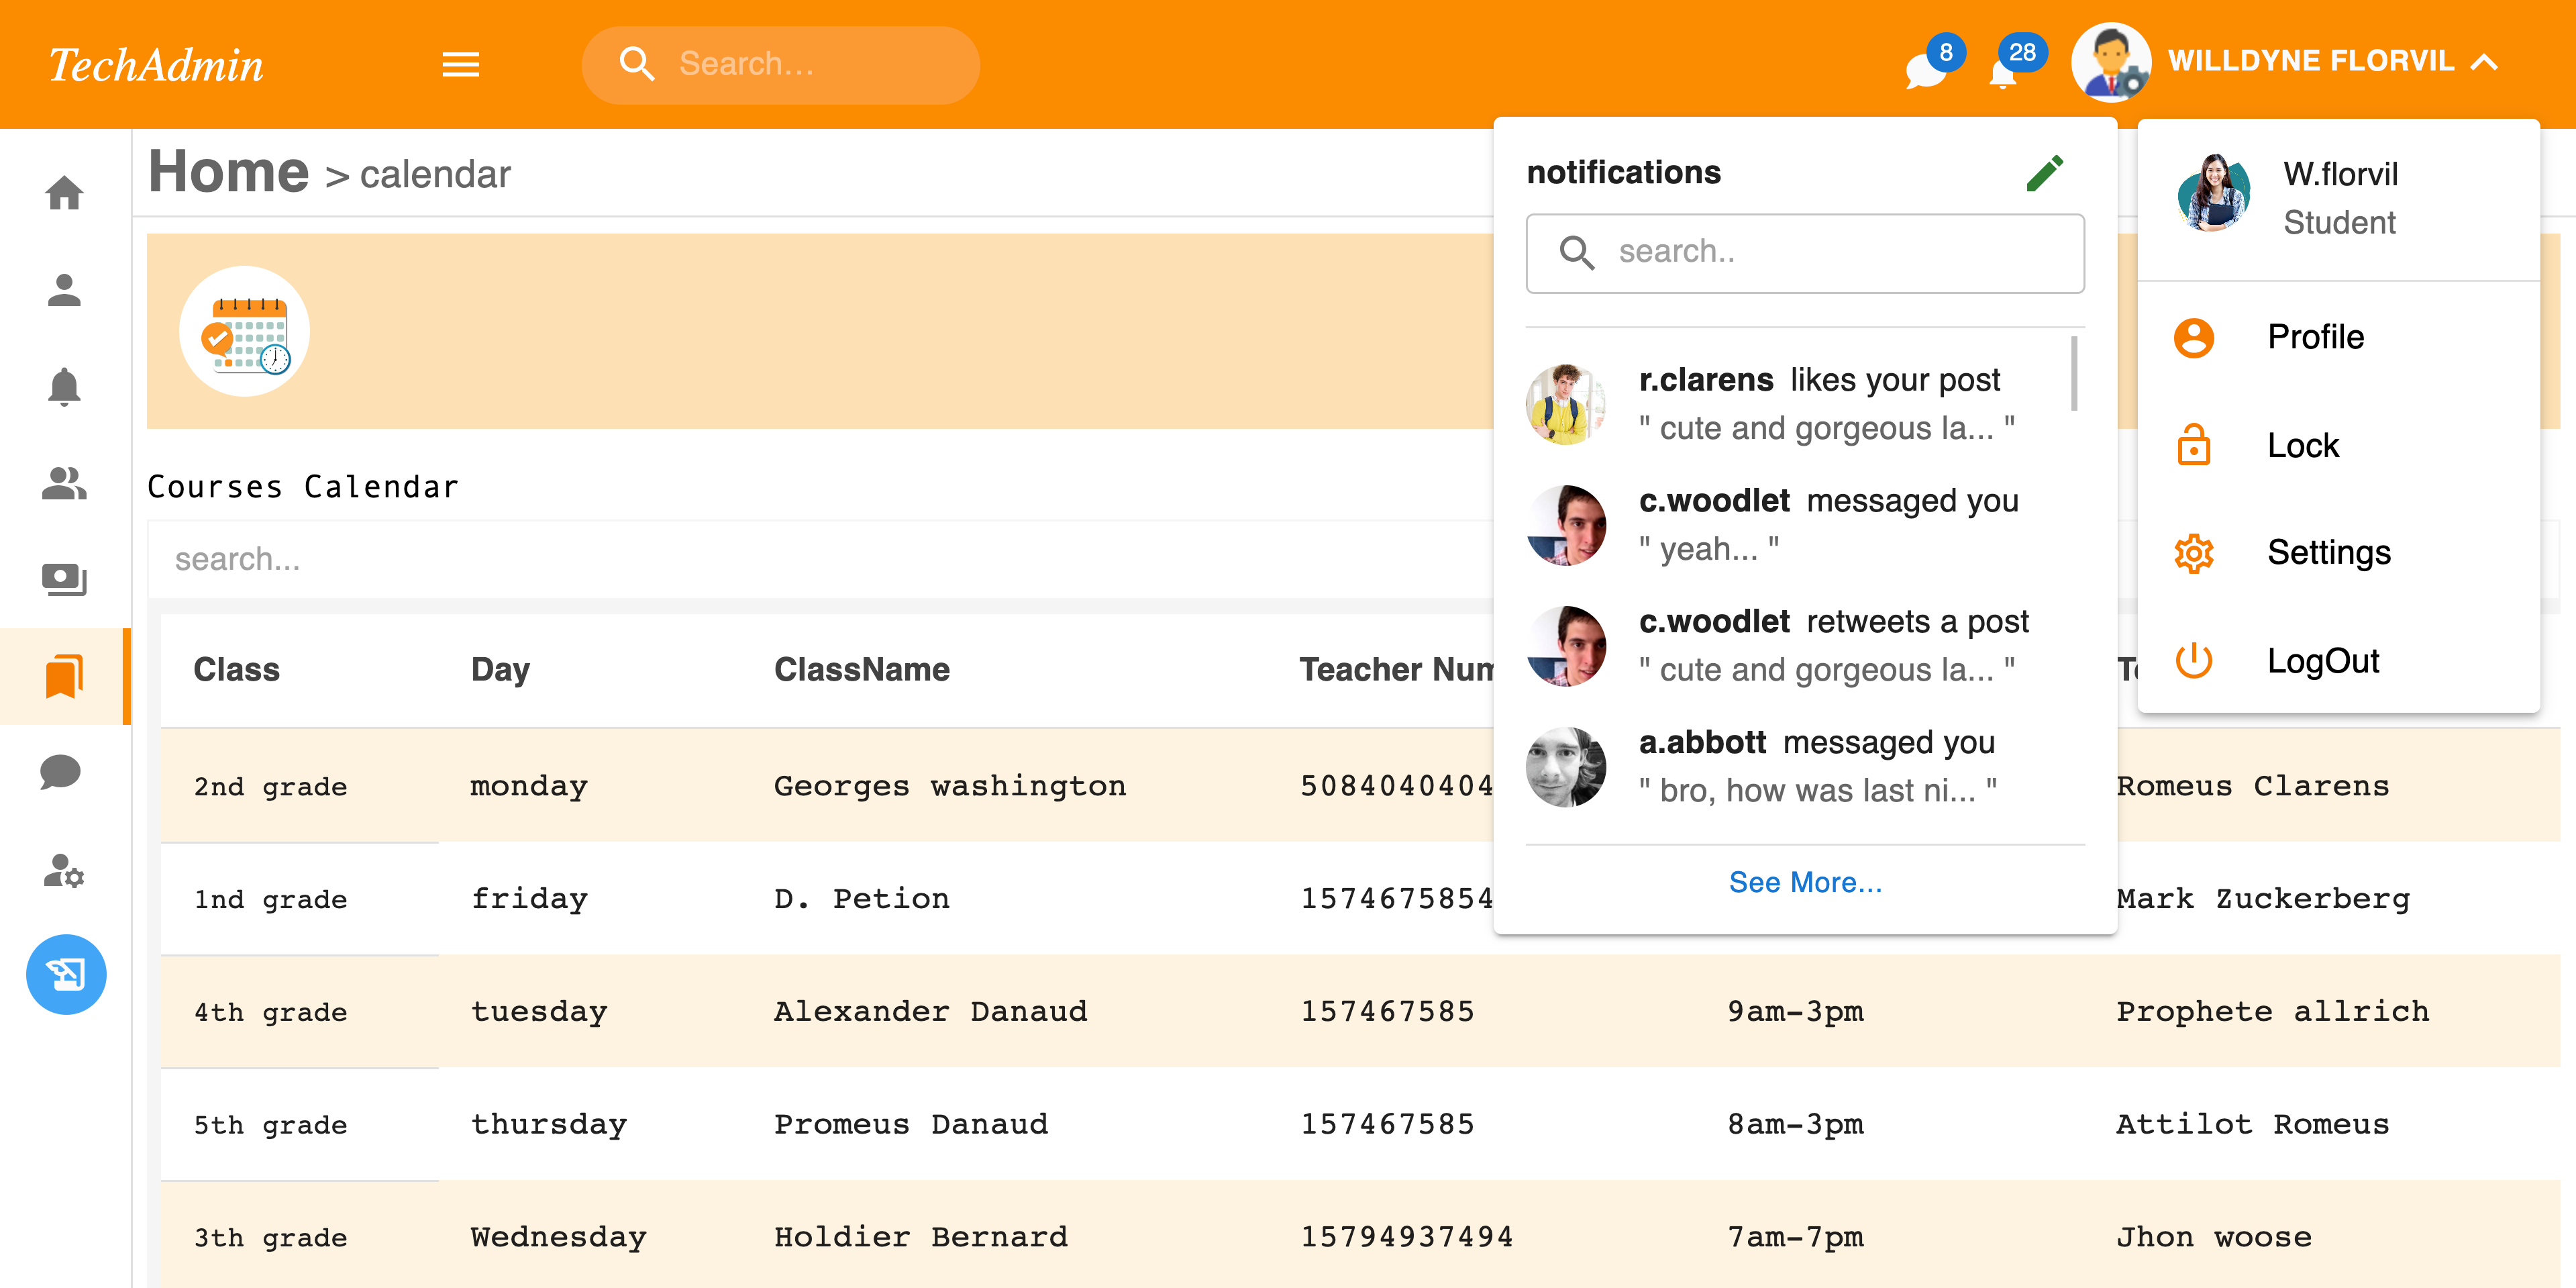 TechAdmin
Search...
8
28
WILLDYNE FLORVIL
Home > calendar
Courses Calendar
search...
notifications
search..
r.clarens likes your post
" cute and gorgeous la... "
c.woodlet messaged you
" yeah... "
c.woodlet retweets a post
" cute and gorgeous la... "
a.abbott messaged you
" bro, how was last ni... "
See More...
W.florvil
Student
Profile
Lock
Settings
LogOut
Class Day ClassName Teacher
2nd grade monday Georges washington 5084040404 Romeus Clarens
1nd grade friday D. Petion 1574675854 Mark Zuckerberg
4th grade tuesday Alexander Danaud 157467585 9am-3pm Prophete allrich
5th grade thursday Promeus Danaud 157467585 8am-3pm Attilot Romeus
3th grade Wednesday Holdier Bernard 15794937494 7am-7pm Jhon woose